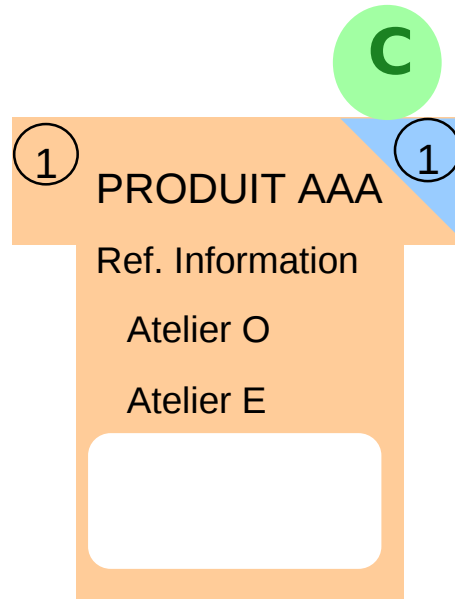 C
1
1
PRODUIT AAA
Ref. Information
Atelier O
Atelier E